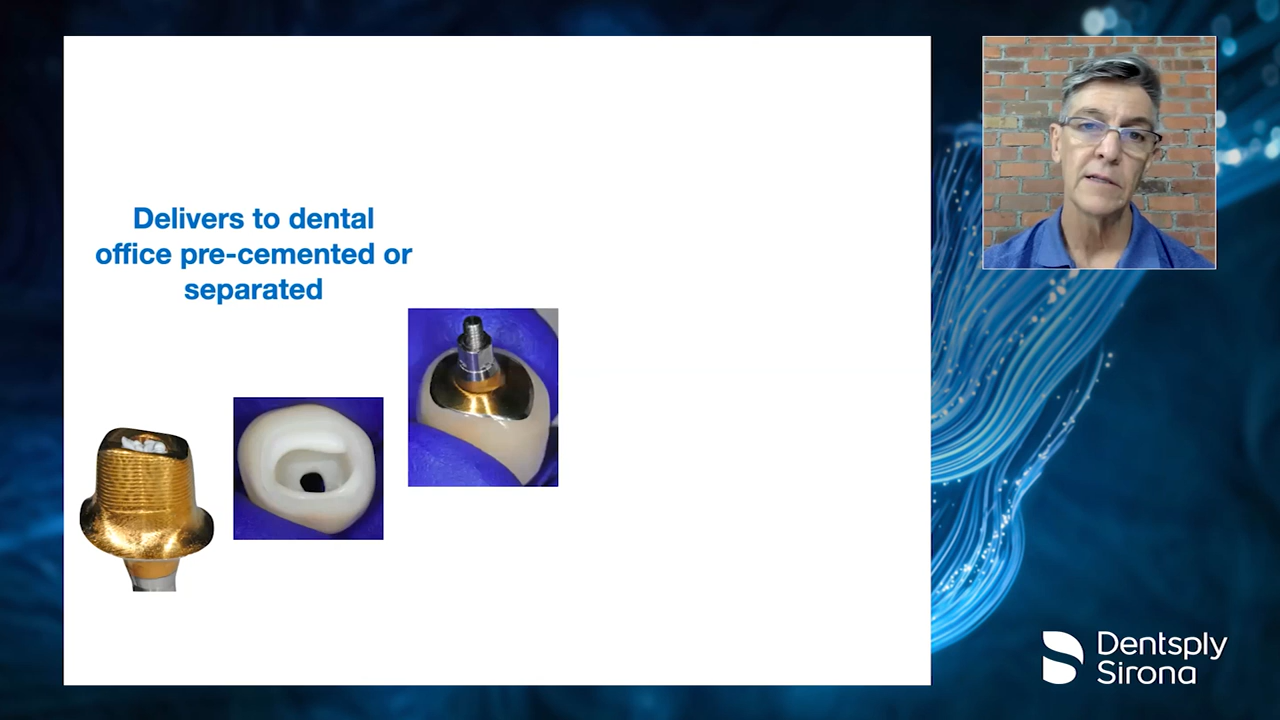 Delivers to dental
office pre-cemented or
separated
Dentsply
Sirona